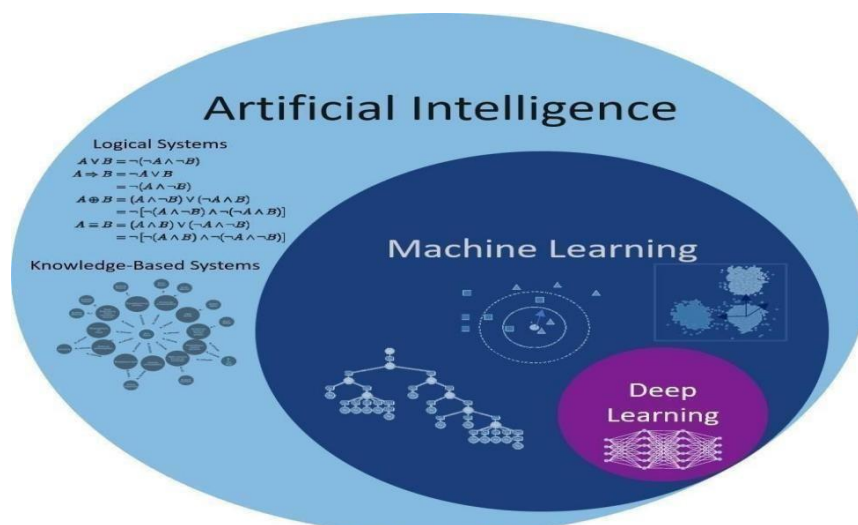 Artificial Intelligence
Logical Systems
A ∨ B = ¬(¬A ∧ ¬B)
A ⇒ B = ¬A ∨ B
= ¬(A ∧ ¬B)
A ⊕ B = (A ∧ ¬B) ∨ (¬A ∧ B)
= ¬[¬(A ∧ ¬B) ∧ ¬(¬A ∧ B)]
A ≡ B = (A ∧ B) ∨ (¬A ∧ ¬B)
= ¬[¬(A ∧ B) ∧ ¬(¬A ∧ ¬B)]
Knowledge-Based Systems
Machine Learning
Deep
Learning